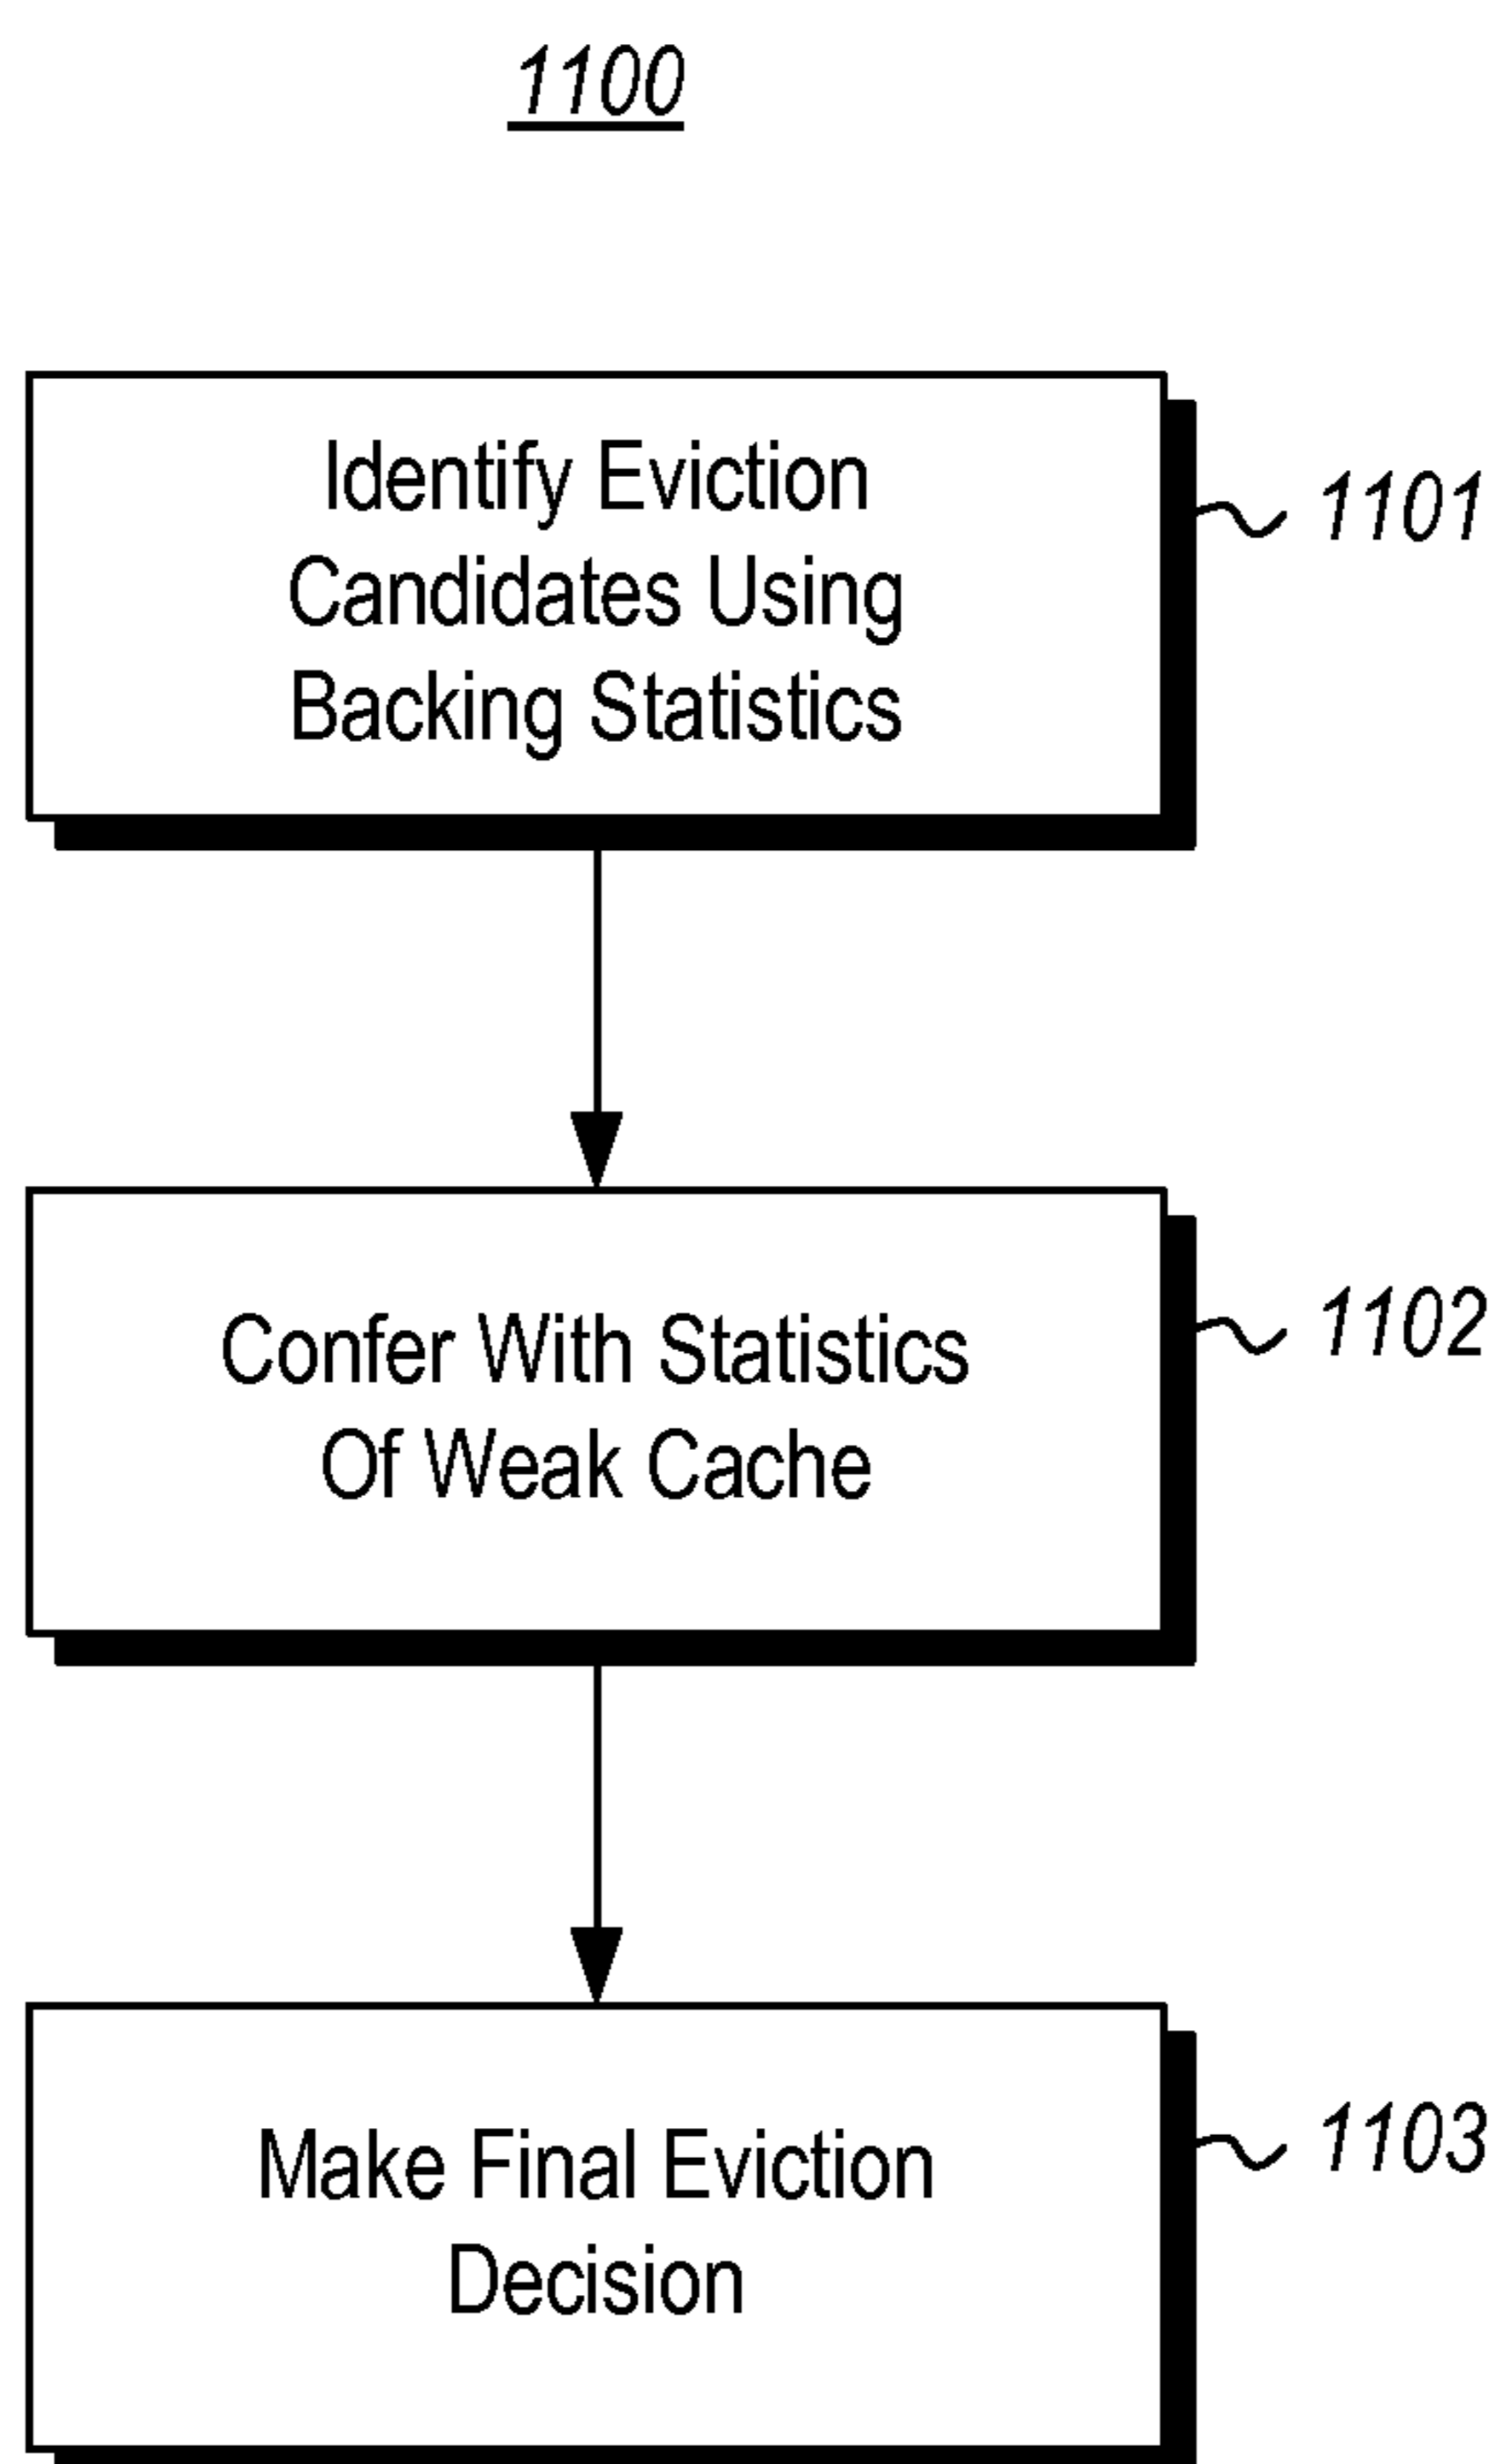 1100
Identify Eviction
Candidates Using
Backing Statistics
1101
Confer With Statistics
Of Weak Cache
1102
Make Final Eviction
Decision
1103